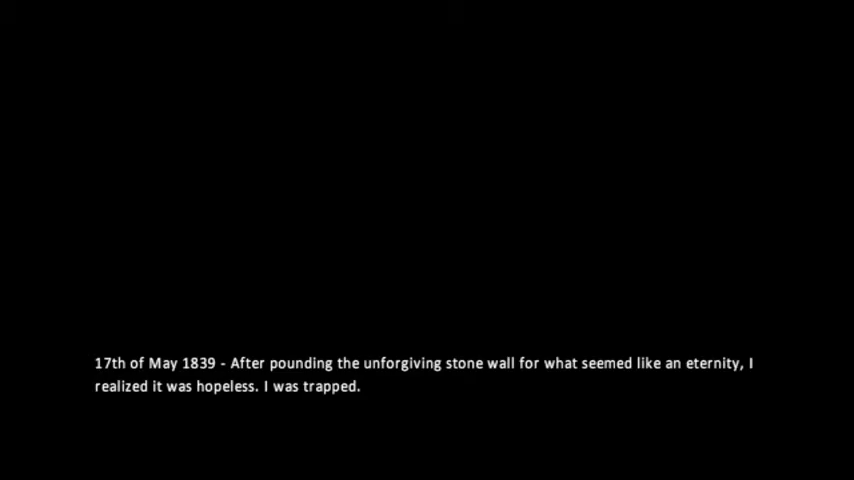 17th of May 1839 - After pounding the unforgiving stone wall for what seemed like an eternity, I
realized it was hopeless. I was trapped.